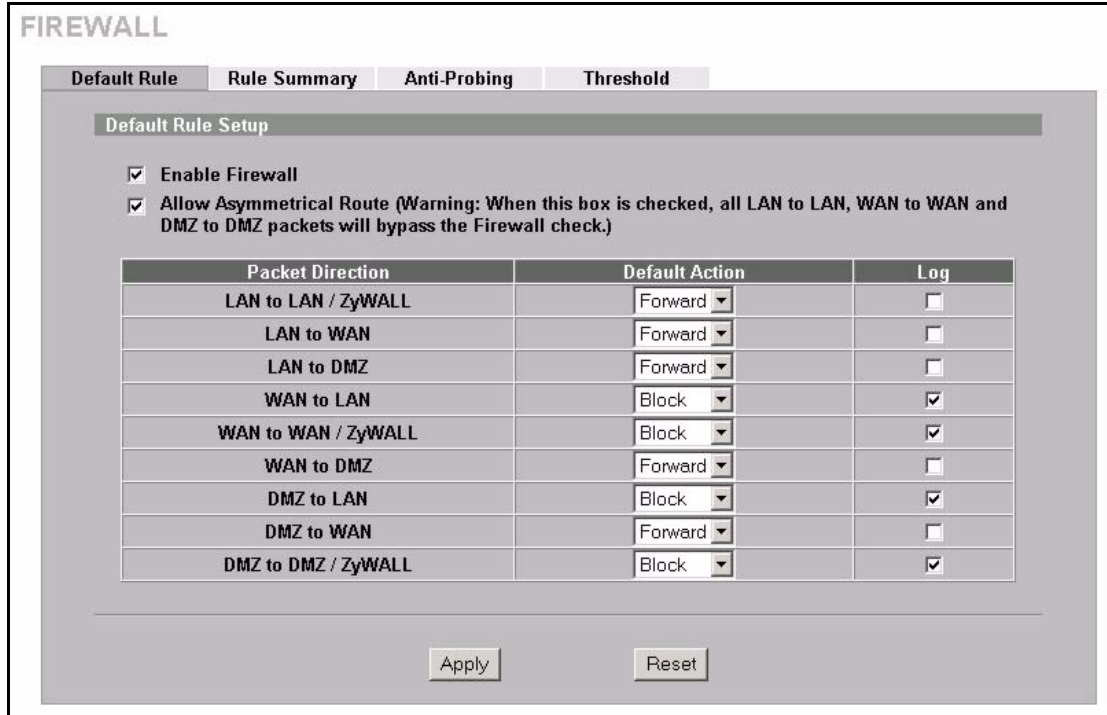 FIREWALL
Default Rule Rule Summary Anti-Probing Threshold
Default Rule Setup
Enable Firewall
Allow Asymmetrical Route (Warning: When this box is checked, all LAN to LAN, WAN to WAN and
DMZ to DMZ packets will bypass the Firewall check.)
Packet Direction Default Action Log
LAN to LAN / ZyWALL Forward
LAN to WAN Forward
LAN to DMZ Forward
WAN to LAN Block
WAN to WAN / ZyWALL Block
WAN to DMZ Forward
DMZ to LAN Block
DMZ to WAN Forward
DMZ to DMZ / ZyWALL Block
Apply Reset